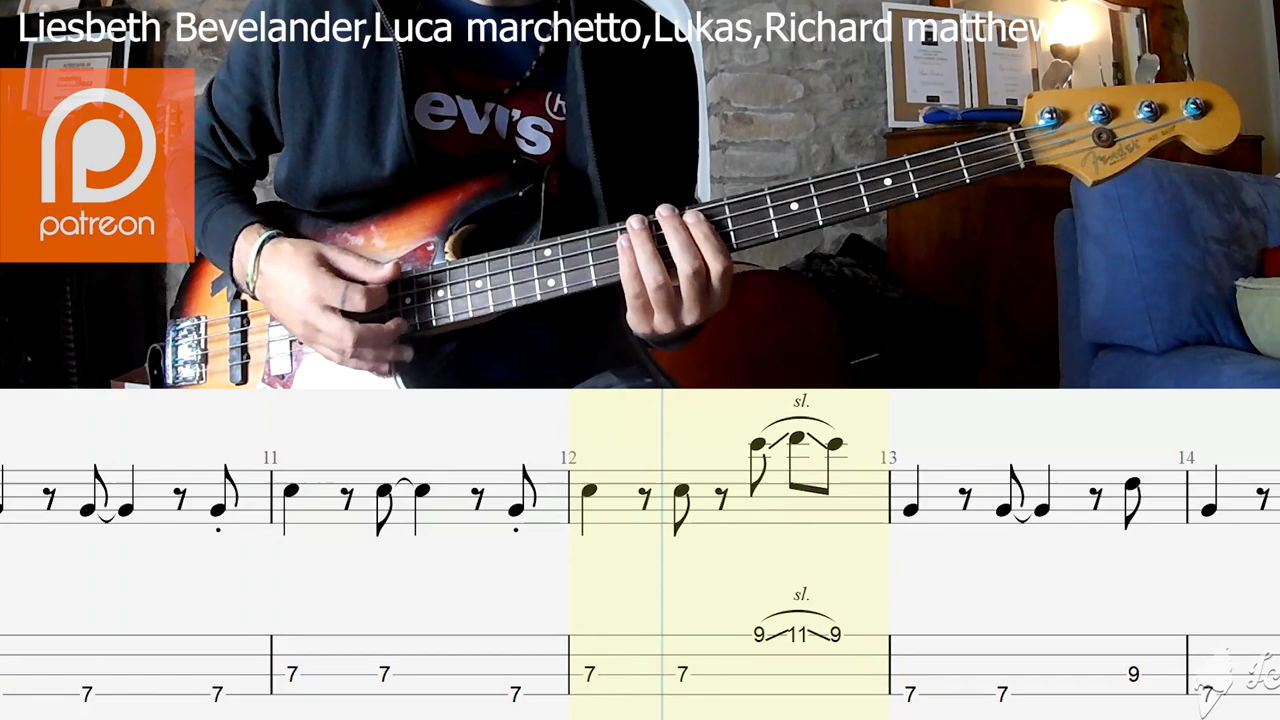 Liesbeth Bevelander,Luca marchetto,Lukas,Richard matthew
evi's
patreon
Fender
sl.
11
12
13
14
sl.
9 11 9
7 7 7 7 9
7 7 7 7 7 7